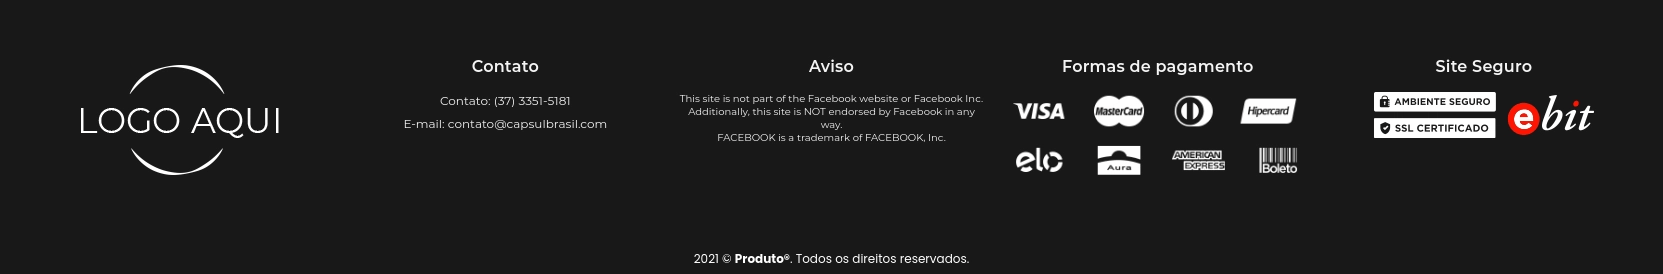 LOGO AQUI
Contato
Contato: (37) 3351-5181
E-mail: contato@capsulbrasil.com
Aviso
This site is not part of the Facebook website or Facebook Inc.
Additionally, this site is NOT endorsed by Facebook in any
way.
FACEBOOK is a trademark of FACEBOOK, Inc.
Formas de pagamento
VISA
MasterCard
Hipercard
elo
Aura
AMERICAN
EXPRESS
Boleto
Site Seguro
AMBIENTE SEGURO
SSL CERTIFICADO
ebit
2021 © Produto®. Todos os direitos reservados.